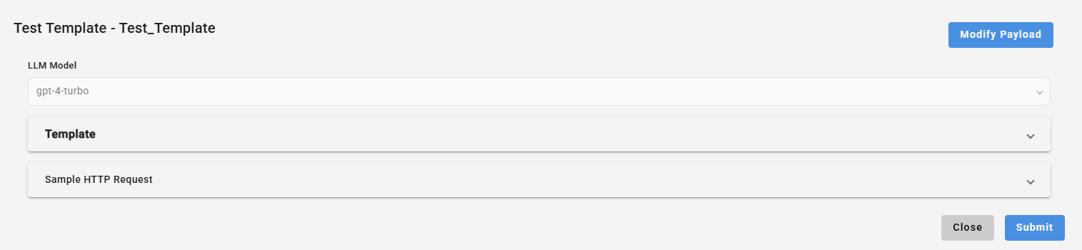 Test Template - Test_Template
Modify Payload
LLM Model
gpt-4-turbo
Template
Sample HTTP Request
Close
Submit